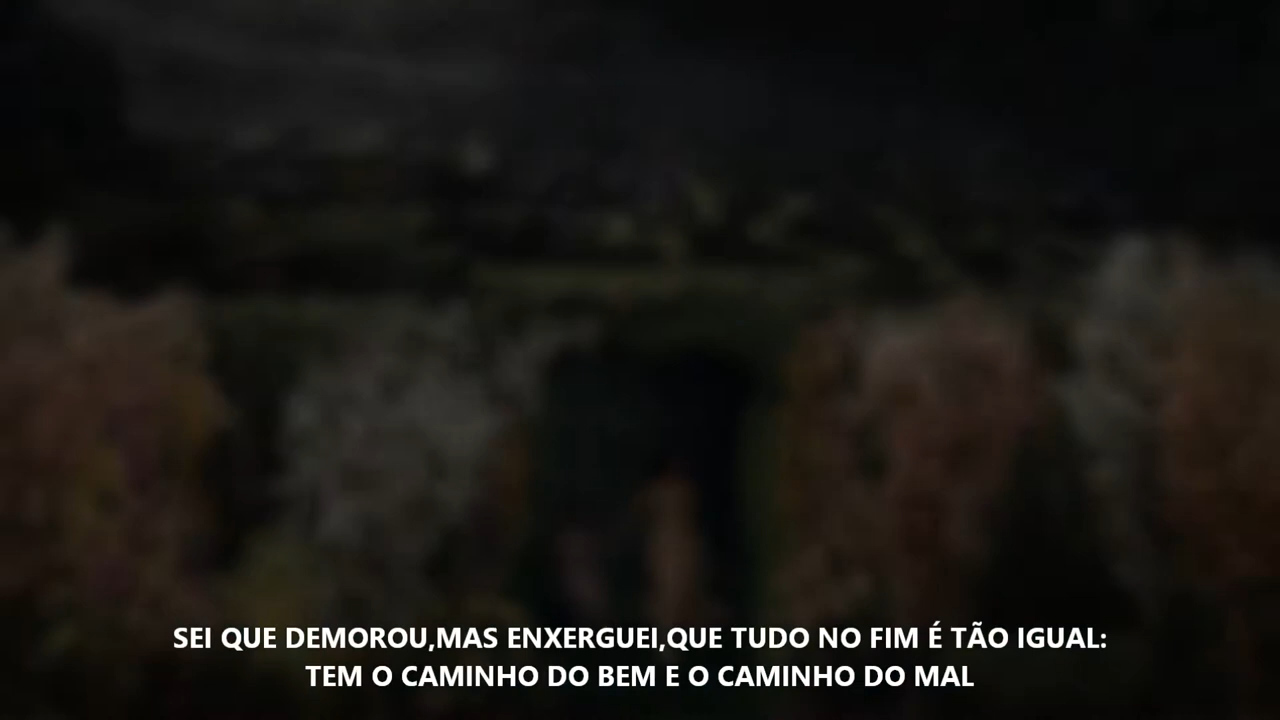 SEI QUE DEMOROU,MAS ENXERGUEI,QUE TUDO NO FIM É TÃO IGUAL:
TEM O CAMINHO DO BEM E O CAMINHO DO MAL